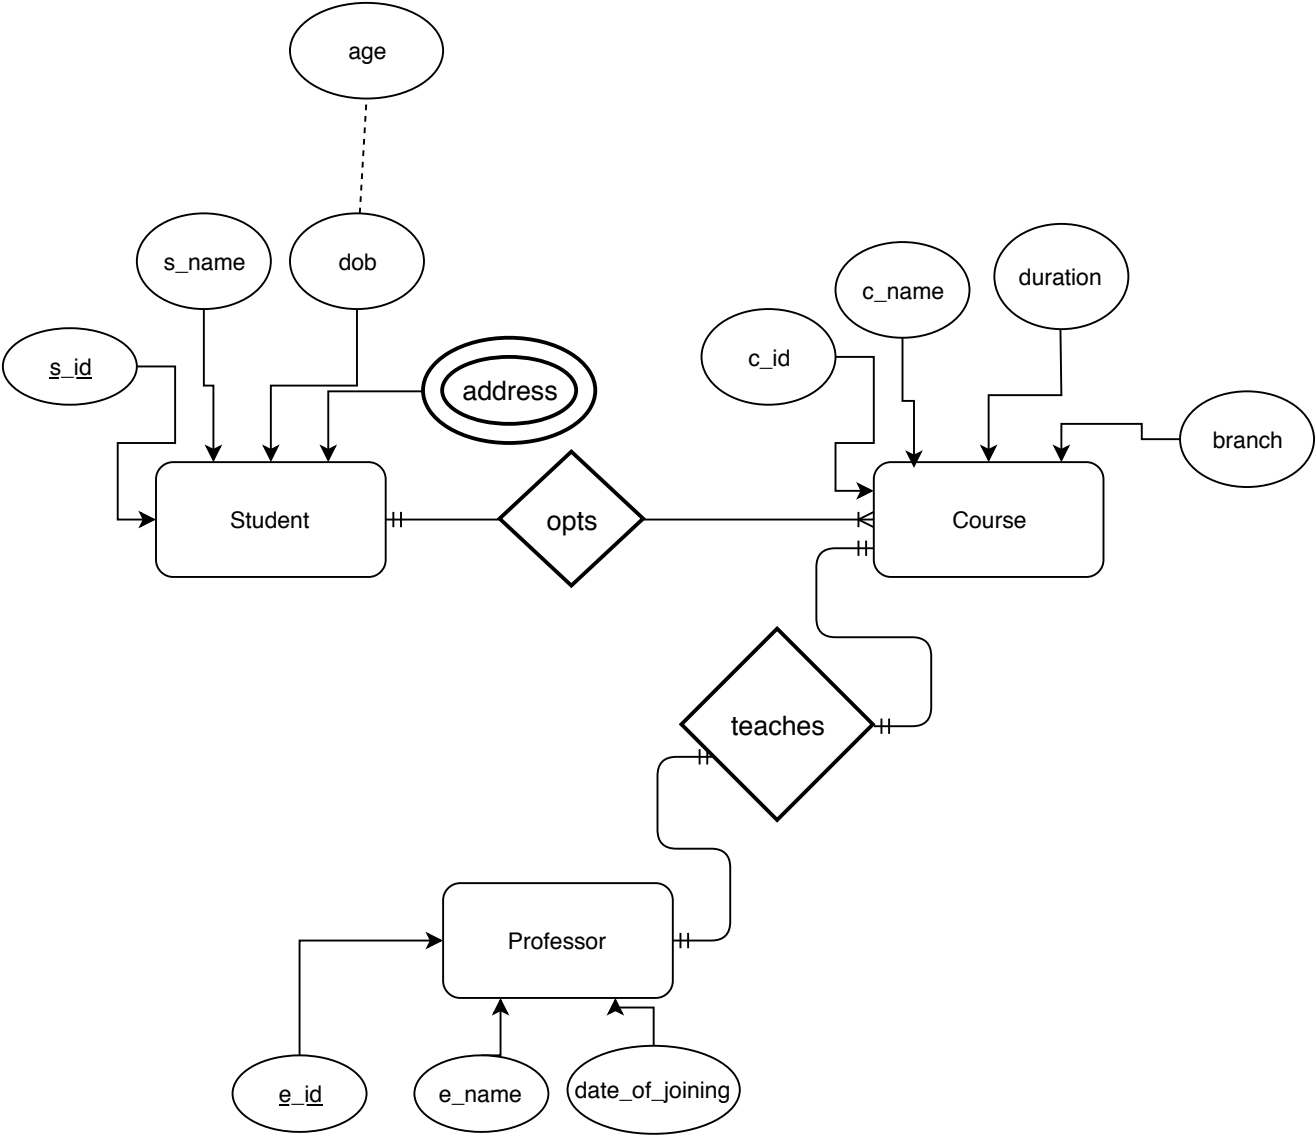 age
s_name
dob
s_id
address
c_id
c_name
duration
branch
Student
opts
Course
teaches
Professor
e_id
e_name
date_of_joining